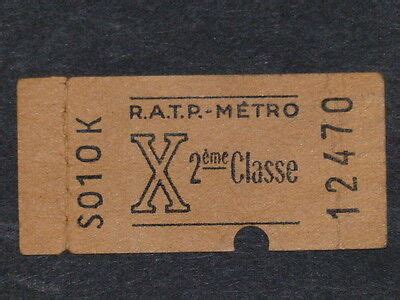 S010K
R.A.T.P.-MÉTRO
X 2ème Classe
12470